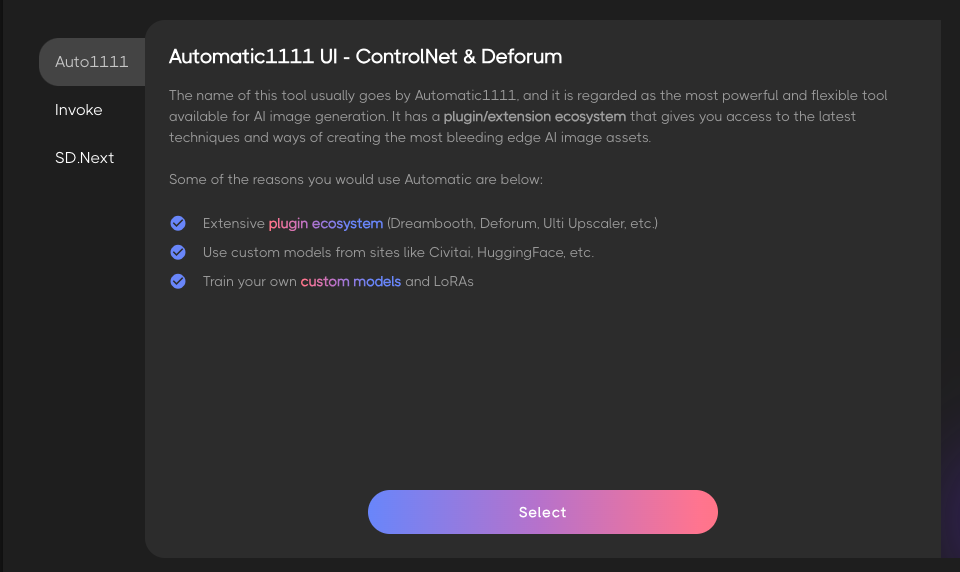 Auto1111
Invoke
SD.Next
Automatic1111 UI - ControlNet & Deforum
The name of this tool usually goes by Automatic1111, and it is regarded as the most powerful and flexible tool
available for AI image generation. It has a plugin/extension ecosystem that gives you access to the latest
techniques and ways of creating the most bleeding edge AI image assets.
Some of the reasons you would use Automatic are below:
Extensive plugin ecosystem (Dreambooth, Deforum, Ulti Upscaler, etc.)
Use custom models from sites like Civitai, HuggingFace, etc.
Train your own custom models and LoRAs
Select